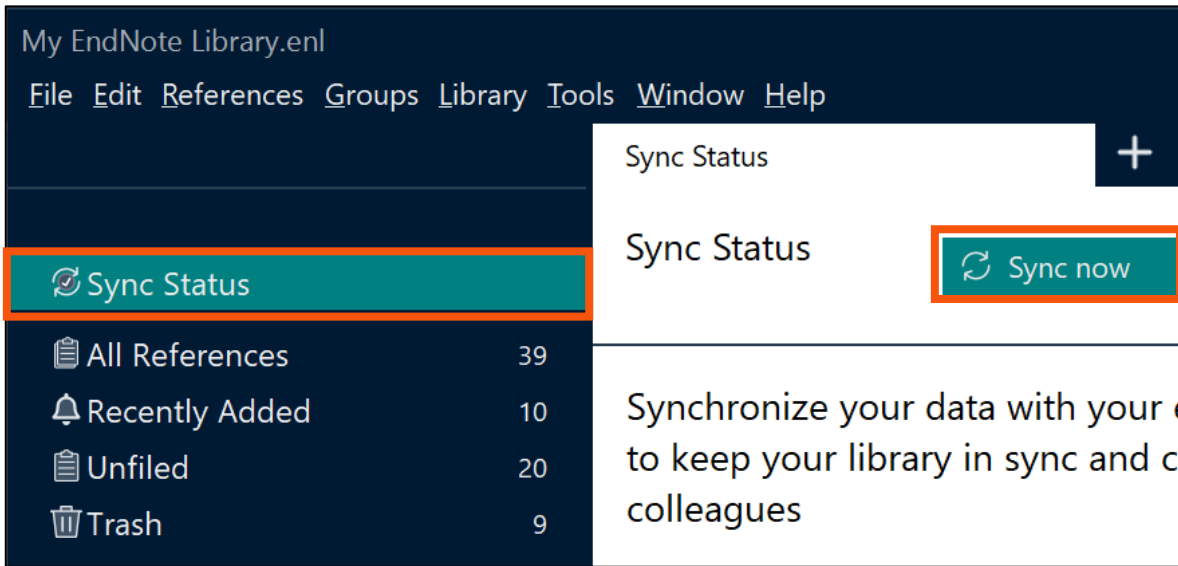 My EndNote Library.enl
File Edit References Groups Library Tools Window Help
Sync Status
Sync Status
Sync now
Sync Status
All References 39
Recently Added 10
Unfiled 20
Trash 9
Synchronize your data with your
to keep your library in sync and
colleagues